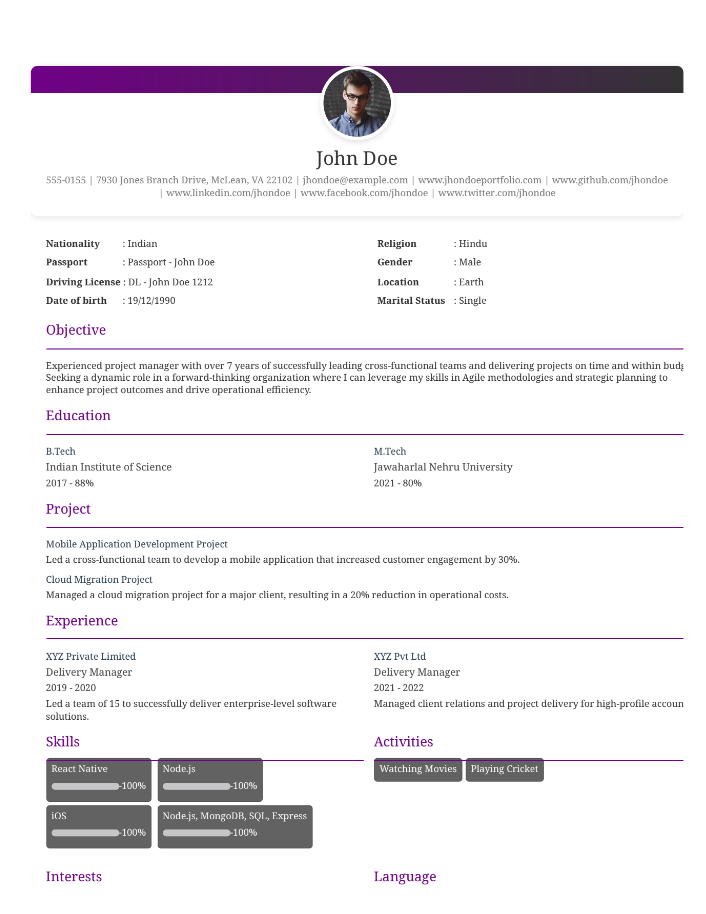 John Doe
555-0155 | 7930 Jones Branch Drive, McLean, VA 22102 | jhondoe@example.com | www.jhondoeportfolio.com | www.github.com/jhondoe
| www.linkedin.com/jhondoe | www.facebook.com/jhondoe | www.twitter.com/jhondoe
Nationality : Indian
Passport : Passport - John Doe
Driving License : DL - John Doe 1212
Date of birth : 19/12/1990
Religion : Hindu
Gender : Male
Location : Earth
Marital Status : Single
Objective
Experienced project manager with over 7 years of successfully leading cross-functional teams and delivering projects on time and within
Seeking a dynamic role in a forward-thinking organization where I can leverage my skills in Agile methodologies and strategic planning to
enhance project outcomes and drive operational efficiency.
Education
B.Tech
Indian Institute of Science
2017 - 88%
M.Tech
Jawaharlal Nehru University
2021 - 80%
Project
Mobile Application Development Project
Led a cross-functional team to develop a mobile application that increased customer engagement by 30%.
Cloud Migration Project
Managed a cloud migration project for a major client, resulting in a 20% reduction in operational costs.
Experience
XYZ Private Limited
Delivery Manager
2019 - 2020
Led a team of 15 to successfully deliver enterprise-level software
solutions.
XYZ Pvt Ltd
Delivery Manager
2021 - 2022
Managed client relations and project delivery for high-profile accoun
Skills
React Native
-100%
Node.js
-100%
iOS
-100%
Node.js, MongoDB, SQL, Express
-100%
Activities
Watching Movies
Playing Cricket
Interests
Language